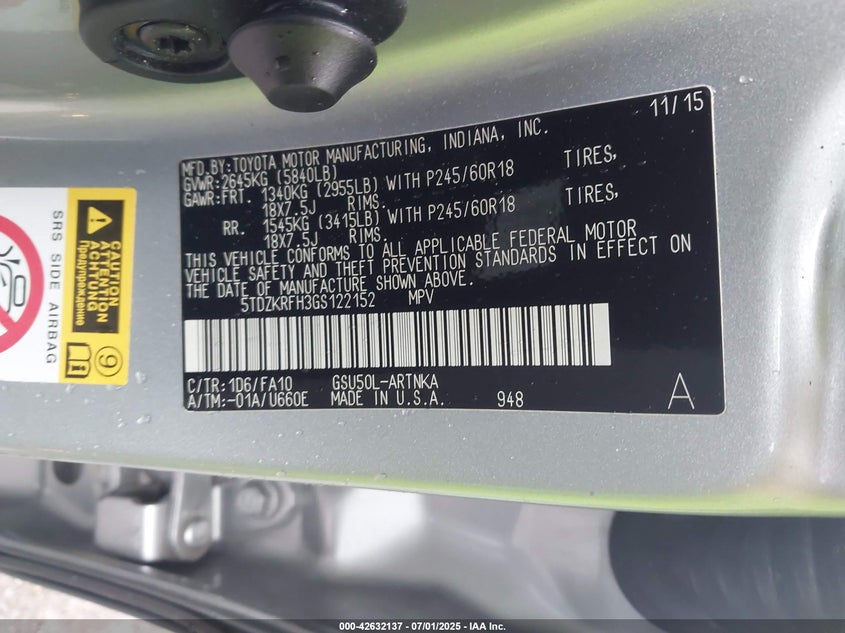 11/15
MFD.BY:TOYOTA MOTOR MANUFACTURING, INDIANA, INC.
GVWR:2645KG (5840LB)
GAWR:FRT. 1340KG (2955LB) WITH P245/60R18 TIRES,
18X7.5J RIMS.
RR. 1545KG (3415LB) WITH P245/60R18 TIRES,
18X7.5J RIMS.
THIS VEHICLE CONFORMS TO ALL APPLICABLE FEDERAL MOTOR
VEHICLE SAFETY AND THEFT PREVENTION STANDARDS IN EFFECT ON
THE DATE OF MANUFACTURE SHOWN ABOVE.
5TDZKRFH3GS122152 MPV
C/TR:1D6/FA10 GSU50L-ARTNKA
A/TM:-01A/U660E MADE IN U.S.A. 948 A
SRS SIDE AIRBAG
CAUTION
ATTENTION
ACHTUNG
Предупреждение
9
000-42632137 - 07/01/2025 - IAA Inc.